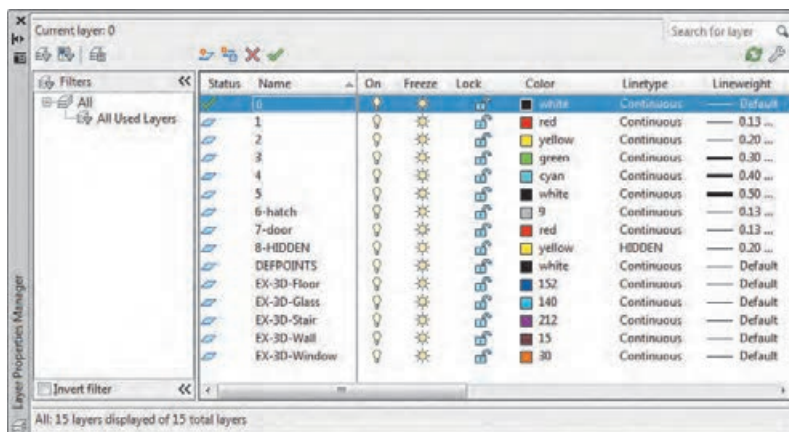 Current layer: 0
Search for layer
Filters
All
All Used Layers
Invert filter
Status Name On Freeze Lock Color Linetype Lineweight
0 white Continuous Default
1 red Continuous 0.13 ...
2 yellow Continuous 0.20 ...
3 green Continuous 0.30 ...
4 cyan Continuous 0.40 ...
5 white Continuous 0.50 ...
6-hatch 9 Continuous 0.13 ...
7-door red Continuous 0.13 ...
8-HIDDEN yellow HIDDEN 0.20 ...
DEFPOINTS white Continuous Default
EX-3D-Floor 152 Continuous Default
EX-3D-Glass 140 Continuous Default
EX-3D-Stair 212 Continuous Default
EX-3D-Wall 15 Continuous Default
EX-3D-Window 30 Continuous Default
Layer Properties Manager
All: 15 layers displayed of 15 total layers